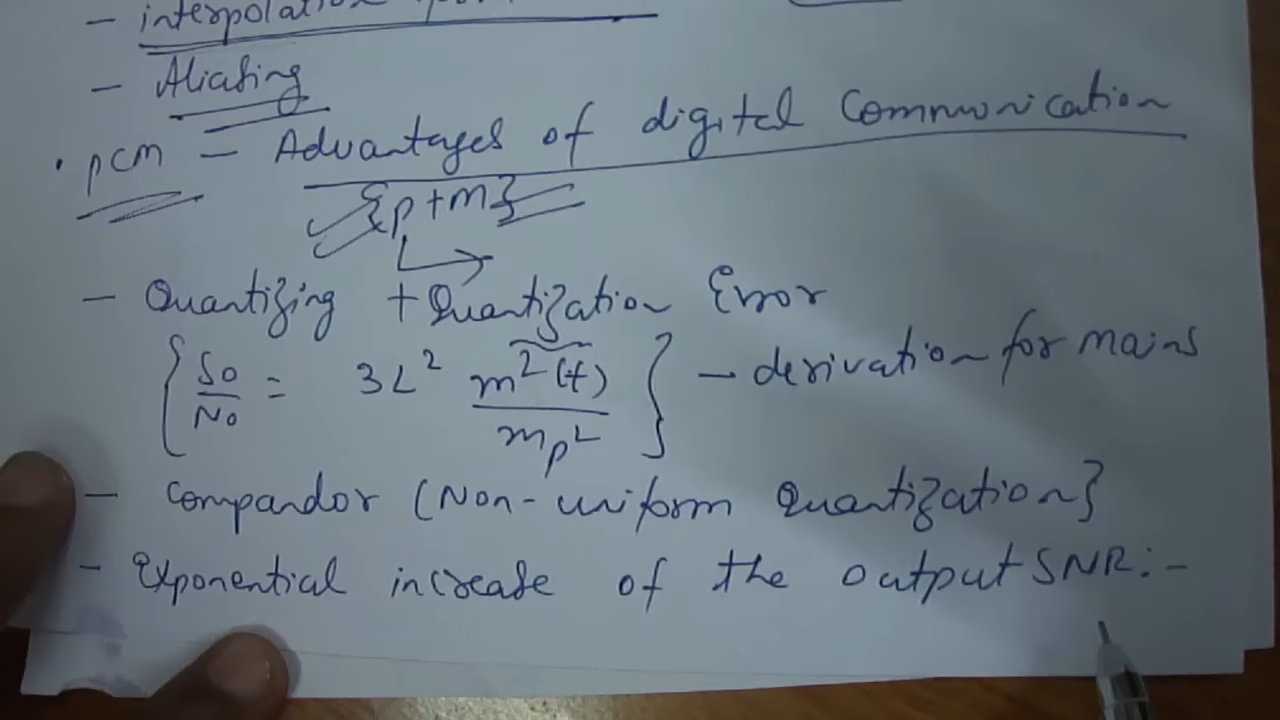 - interpolation
- Aliasing
. pcm - Advantages of digital Communication
{p+m}
- Quantizing + Quantization Error
{ So/No = 3L² m²(t)/mp² } - derivation for mains
- Compandor (Non-uniform Quantization}
- Exponential increase of the output SNR:-